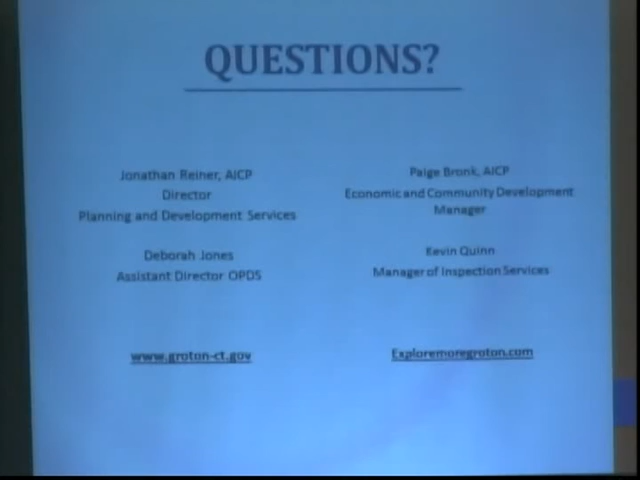 QUESTIONS?
Jonathan Reiner, AICP
Director
Planning and Development Services
Deborah Jones
Assistant Director OPDS
www.groton-ct.gov
Paige Bronk, AICP
Economic and Community Development
Manager
Kevin Quinn
Manager of Inspection Services
Exploremoregroton.com